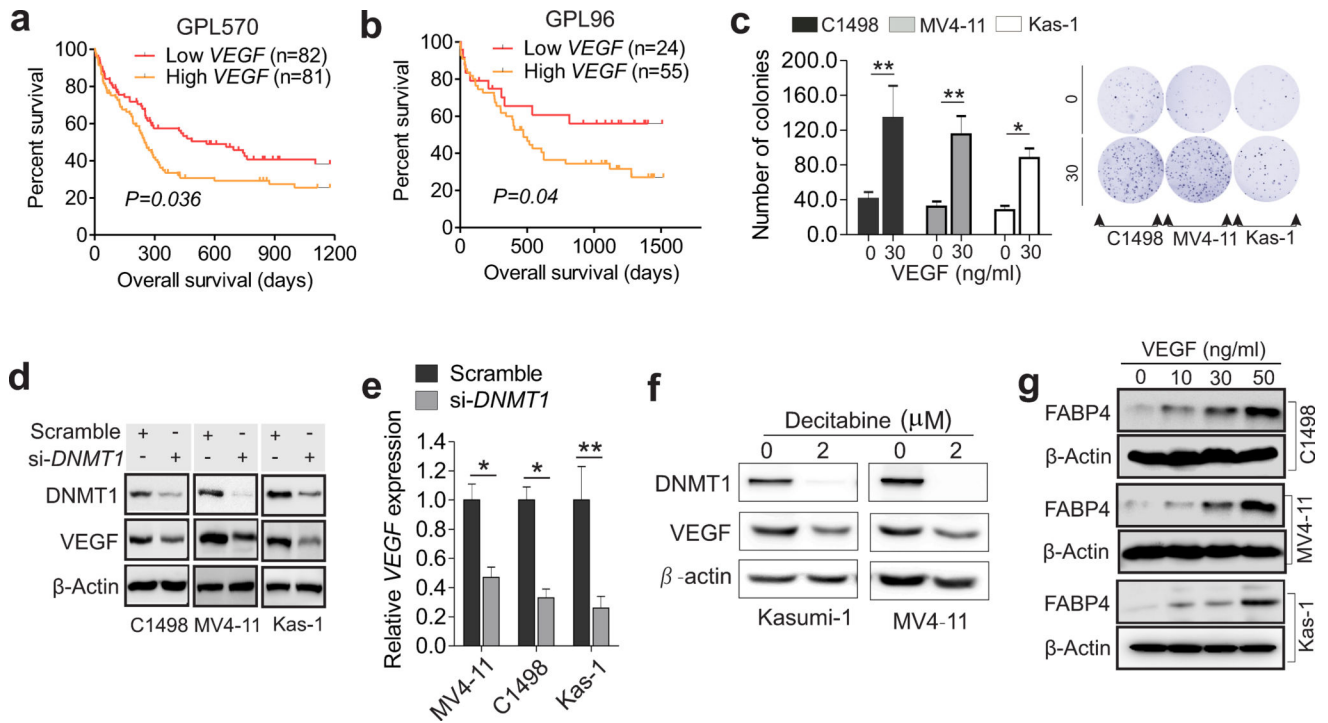 a
GPL570
Low VEGF (n=82)
High VEGF (n=81)
Percent survival
100
80
60
40
20
0
P=0.036
0 300 600 900 1200
Overall survival (days)
b
GPL96
Low VEGF (n=24)
High VEGF (n=55)
Percent survival
100
80
60
40
20
0
P=0.04
0 500 1000 1500
Overall survival (days)
c
C1498 MV4-11 Kas-1
Number of colonies
200
160
120
80.0
40.0
0.0
** ** *
0 30 0 30 0 30
VEGF (ng/ml)
0
30
C1498 MV4-11 Kas-1
d
Scramble + - + - + -
si-DNMT1 - + - + - +
DNMT1
VEGF
β-Actin
C1498 MV4-11 Kas-1
e
Scramble
si-DNMT1
Relative VEGF expression
1.4
1.2
1.0
0.8
0.6
0.4
0.2
0.0
* * **
MV4-11 C1498 Kas-1
f
Decitabine (μM)
0 2 0 2
DNMT1
VEGF
β-actin
Kasumi-1 MV4-11
g
VEGF (ng/ml)
0 10 30 50
FABP4
β-Actin
C1498
FABP4
β-Actin
MV4-11
FABP4
β-Actin
Kas-1